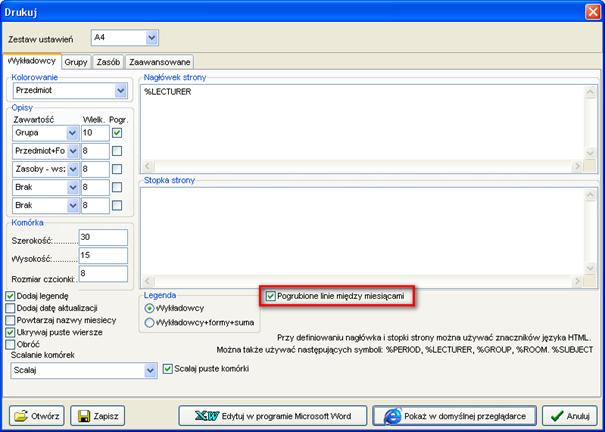 Drukuj
Zestaw ustawień A4
Wykładowcy Grupy Zasób Zaawansowane
Kolorowanie
Przedmiot
Opisy
Zawartość Wielk. Pogr.
Grupa 10
Przedmiot+Fo 8
Zasoby - wsz 8
Brak 8
Brak 8
Komórka
Szerokość: 30
Wysokość: 15
Rozmiar czcionki: 8
Dodaj legendę
Dodaj datę aktualizacji
Powtarzaj nazwy miesięcy
Ukrywaj puste wiersze
Obróć
Scalanie komórek
Scalaj
Scalaj puste komórki
Nagłówek strony
%LECTURER
Stopka strony
Legenda
Wykładowcy
Wykładowcy+formy+suma
Pogrubione linie między miesiącami
Przy definiowaniu nagłówka i stopki strony można używać znaczników języka HTML.
Można także używać następujących symboli: %PERIOD, %LECTURER, %GROUP, %ROOM. %SUBJECT
Otwórz
Zapisz
Edytuj w programie Microsoft Word
Pokaż w domyślnej przeglądarce
Anuluj